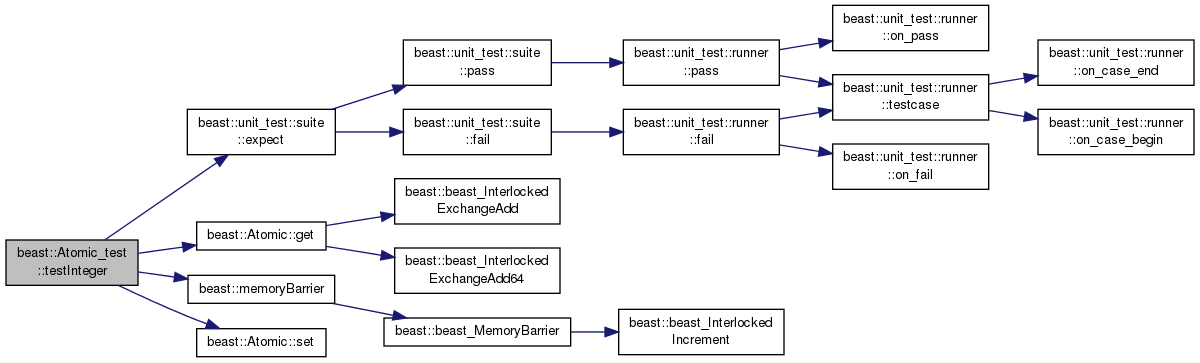 beast::Atomic_test
::testInteger
beast::unit_test::suite
::expect
beast::unit_test::suite
::pass
beast::unit_test::runner
::pass
beast::unit_test::runner
::on_pass
beast::unit_test::runner
::testcase
beast::unit_test::runner
::on_case_end
beast::unit_test::runner
::on_case_begin
beast::unit_test::suite
::fail
beast::unit_test::runner
::fail
beast::unit_test::runner
::on_fail
beast::Atomic::get
beast::beast_Interlocked
ExchangeAdd
beast::beast_Interlocked
ExchangeAdd64
beast::memoryBarrier
beast::beast_MemoryBarrier
beast::beast_Interlocked
Increment
beast::Atomic::set